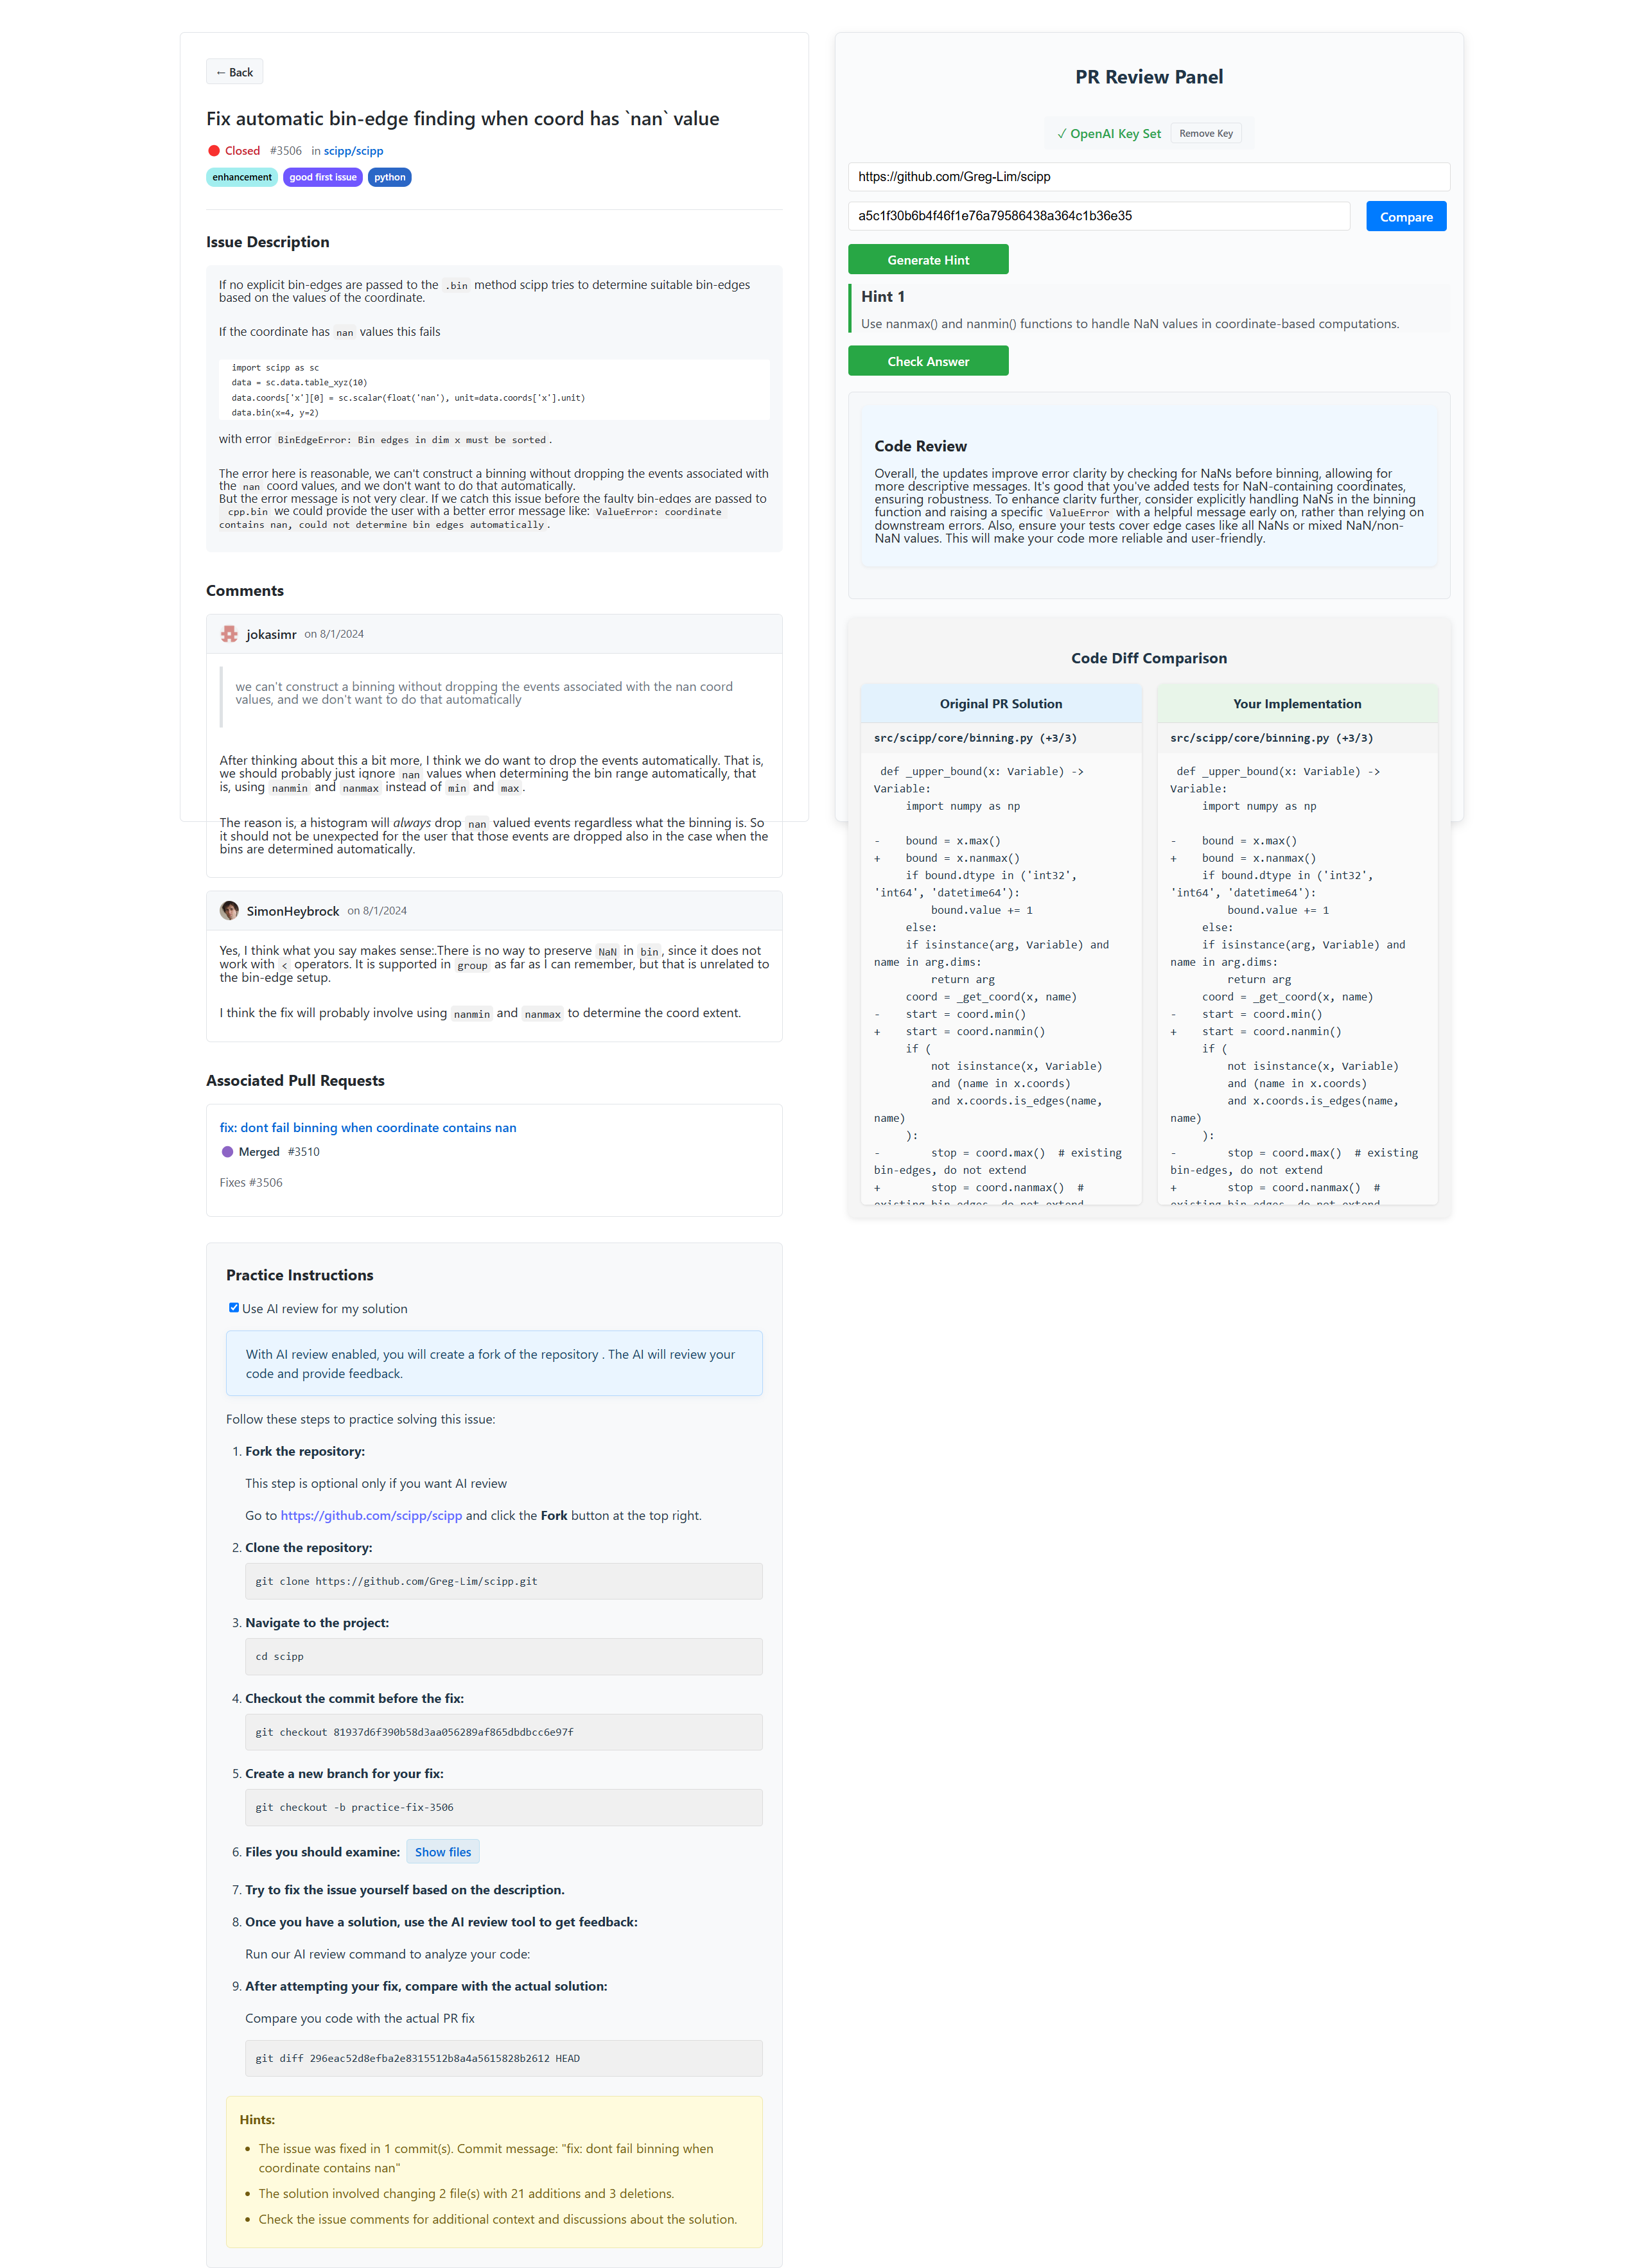 ← Back
Fix automatic bin-edge finding when coord has `nan` value
Closed #3506 in scipp/scipp
enhancement good first issue python
Issue Description
If no explicit bin-edges are passed to the .bin method scipp tries to determine suitable bin-edges
based on the values of the coordinate.
If the coordinate has nan values this fails
import scipp as sc
data = sc.data.table_xyz(10)
data.coords['x'][0] = sc.scalar(float('nan'), unit=data.coords['x'].unit)
data.bin(x=4, y=2)
with error BinEdgeError: Bin edges in dim x must be sorted.
The error here is reasonable, we can't construct a binning without dropping the events associated with
the nan coord values, and we don't want to do that automatically.
But the error message is not very clear. If we catch this issue before the faulty bin-edges are passed to
cpp.bin we could provide the user with a better error message like: ValueError: coordinate
contains nan, could not determine bin edges automatically.
Comments
jokasimr on 8/1/2024
we can't construct a binning without dropping the events associated with the nan coord
values, and we don't want to do that automatically
After thinking about this a bit more, I think we do want to drop the events automatically. That is,
we should probably just ignore nan values when determining the bin range automatically, that
is, using nanmin and nanmax instead of min and max.
The reason is, a histogram will always drop nan valued events regardless what the binning is. So
it should not be unexpected for the user that those events are dropped also in the case when the
bins are determined automatically.
SimonHeybrock on 8/1/2024
Yes, I think what you say makes sense:.There is no way to preserve NaN in bin, since it does not
work with < operators. It is supported in group as far as I can remember, but that is unrelated to
the bin-edge setup.
I think the fix will probably involve using nanmin and nanmax to determine the coord extent.
Associated Pull Requests
fix: dont fail binning when coordinate contains nan
Merged #3510
Fixes #3506
Practice Instructions
Use AI review for my solution
With AI review enabled, you will create a fork of the repository . The AI will review your
code and provide feedback.
Follow these steps to practice solving this issue:
1. Fork the repository:
This step is optional only if you want AI review
Go to https://github.com/scipp/scipp and click the Fork button at the top right.
2. Clone the repository:
git clone https://github.com/Greg-Lim/scipp.git
3. Navigate to the project:
cd scipp
4. Checkout the commit before the fix:
git checkout 81937d6f390b58d3aa056289af865dbdbcc6e97f
5. Create a new branch for your fix:
git checkout -b practice-fix-3506
6. Files you should examine: Show files
7. Try to fix the issue yourself based on the description.
8. Once you have a solution, use the AI review tool to get feedback:
Run our AI review command to analyze your code:
9. After attempting your fix, compare with the actual solution:
Compare you code with the actual PR fix
git diff 296eac52d8efba2e8315512b8a4a5615828b2612 HEAD
Hints:
• The issue was fixed in 1 commit(s). Commit message: "fix: dont fail binning when
coordinate contains nan"
• The solution involved changing 2 file(s) with 21 additions and 3 deletions.
• Check the issue comments for additional context and discussions about the solution.
PR Review Panel
✓ OpenAI Key Set Remove Key
https://github.com/Greg-Lim/scipp
a5c1f30b6b4f46f1e76a79586438a364c1b36e35 Compare
Generate Hint
Hint 1
Use nanmax() and nanmin() functions to handle NaN values in coordinate-based computations.
Check Answer
Code Review
Overall, the updates improve error clarity by checking for NaNs before binning, allowing for
more descriptive messages. It's good that you've added tests for NaN-containing coordinates,
ensuring robustness. To enhance clarity further, consider explicitly handling NaNs in the binning
function and raising a specific ValueError with a helpful message early on, rather than relying on
downstream errors. Also, ensure your tests cover edge cases like all NaNs or mixed NaN/non-
NaN values. This will make your code more reliable and user-friendly.
Code Diff Comparison
Original PR Solution
src/scipp/core/binning.py (+3/3)
def _upper_bound(x: Variable) ->
Variable:
import numpy as np
- bound = x.max()
+ bound = x.nanmax()
if bound.dtype in ('int32',
'int64', 'datetime64'):
bound.value += 1
else:
if isinstance(arg, Variable) and
name in arg.dims:
return arg
coord = _get_coord(x, name)
- start = coord.min()
+ start = coord.nanmin()
if (
not isinstance(x, Variable)
and (name in x.coords)
and x.coords.is_edges(name,
name)
):
- stop = coord.max() # existing
bin-edges, do not extend
+ stop = coord.nanmax() #
existing bin-edges, do not extend
Your Implementation
src/scipp/core/binning.py (+3/3)
def _upper_bound(x: Variable) ->
Variable:
import numpy as np
- bound = x.max()
+ bound = x.nanmax()
if bound.dtype in ('int32',
'int64', 'datetime64'):
bound.value += 1
else:
if isinstance(arg, Variable) and
name in arg.dims:
return arg
coord = _get_coord(x, name)
- start = coord.min()
+ start = coord.nanmin()
if (
not isinstance(x, Variable)
and (name in x.coords)
and x.coords.is_edges(name,
name)
):
- stop = coord.max() # existing
bin-edges, do not extend
+ stop = coord.nanmax() #
existing bin-edges, do not extend